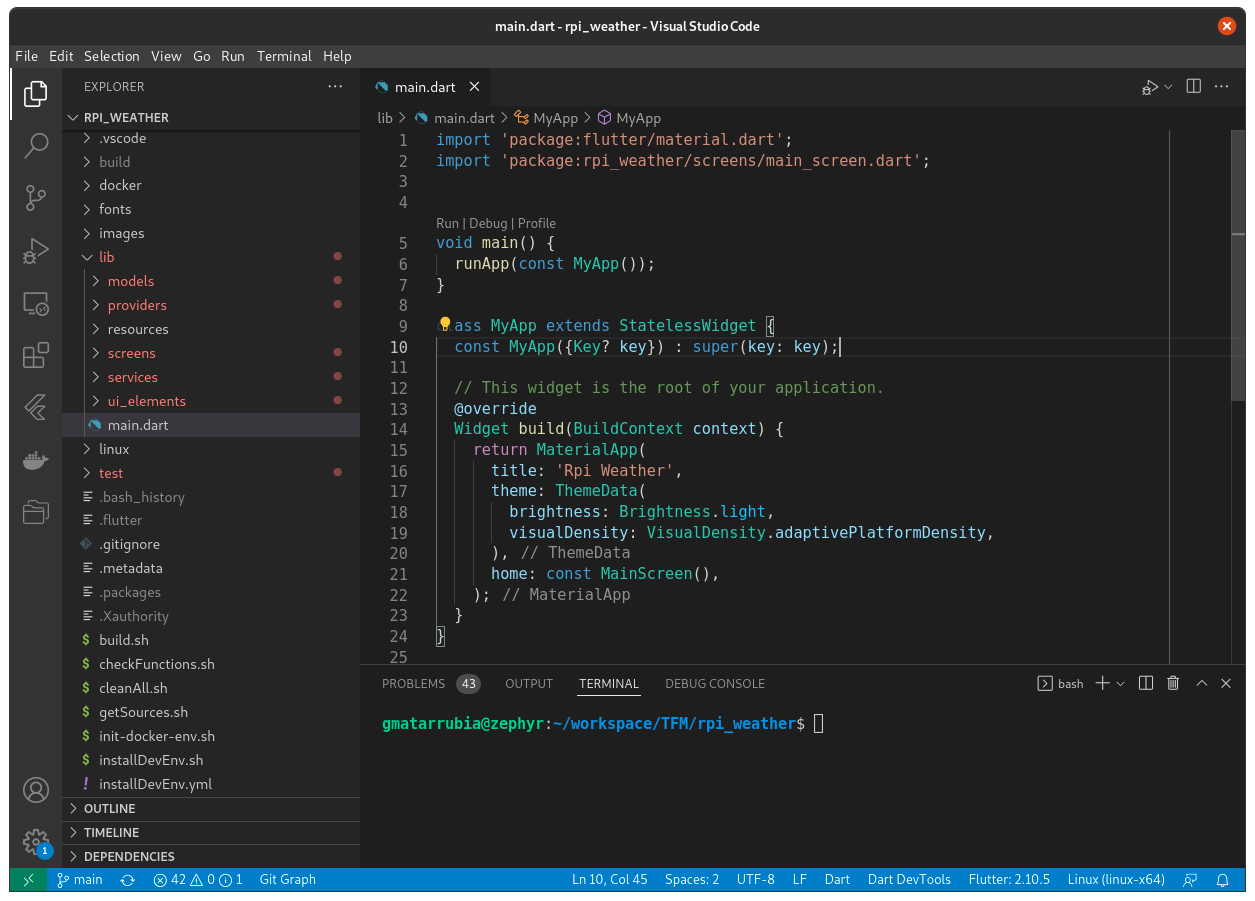 main.dart - rpi_weather - Visual Studio Code
File Edit Selection View Go Run Terminal Help
EXPLORER
RPI_WEATHER
.vscode
build
docker
fonts
images
lib
models
providers
resources
screens
services
ui_elements
main.dart
linux
test
.bash_history
.flutter
.gitignore
.metadata
.packages
.Xauthority
$ build.sh
$ checkFunctions.sh
$ cleanAll.sh
$ getSources.sh
$ init-docker-env.sh
$ installDevEnv.sh
! installDevEnv.yml
OUTLINE
TIMELINE
DEPENDENCIES
1
main.dart
lib > main.dart > MyApp > MyApp
1 import 'package:flutter/material.dart';
2 import 'package:rpi_weather/screens/main_screen.dart';
3
4
Run | Debug | Profile
5 void main() {
6   runApp(const MyApp());
7 }
8
9 ass MyApp extends StatelessWidget {
10   const MyApp({Key? key}) : super(key: key);
11
12   // This widget is the root of your application.
13   @override
14   Widget build(BuildContext context) {
15     return MaterialApp(
16       title: 'Rpi Weather',
17       theme: ThemeData(
18         brightness: Brightness.light,
19         visualDensity: VisualDensity.adaptivePlatformDensity,
20       ), // ThemeData
21       home: const MainScreen(),
22     ); // MaterialApp
23   }
24 }
25
PROBLEMS 43 OUTPUT TERMINAL DEBUG CONSOLE bash
gmatarrubia@zephyr:~/workspace/TFM/rpi_weather$
main 42 0 1 Git Graph Ln 10, Col 45 Spaces: 2 UTF-8 LF Dart Dart DevTools Flutter: 2.10.5 Linux (linux-x64)